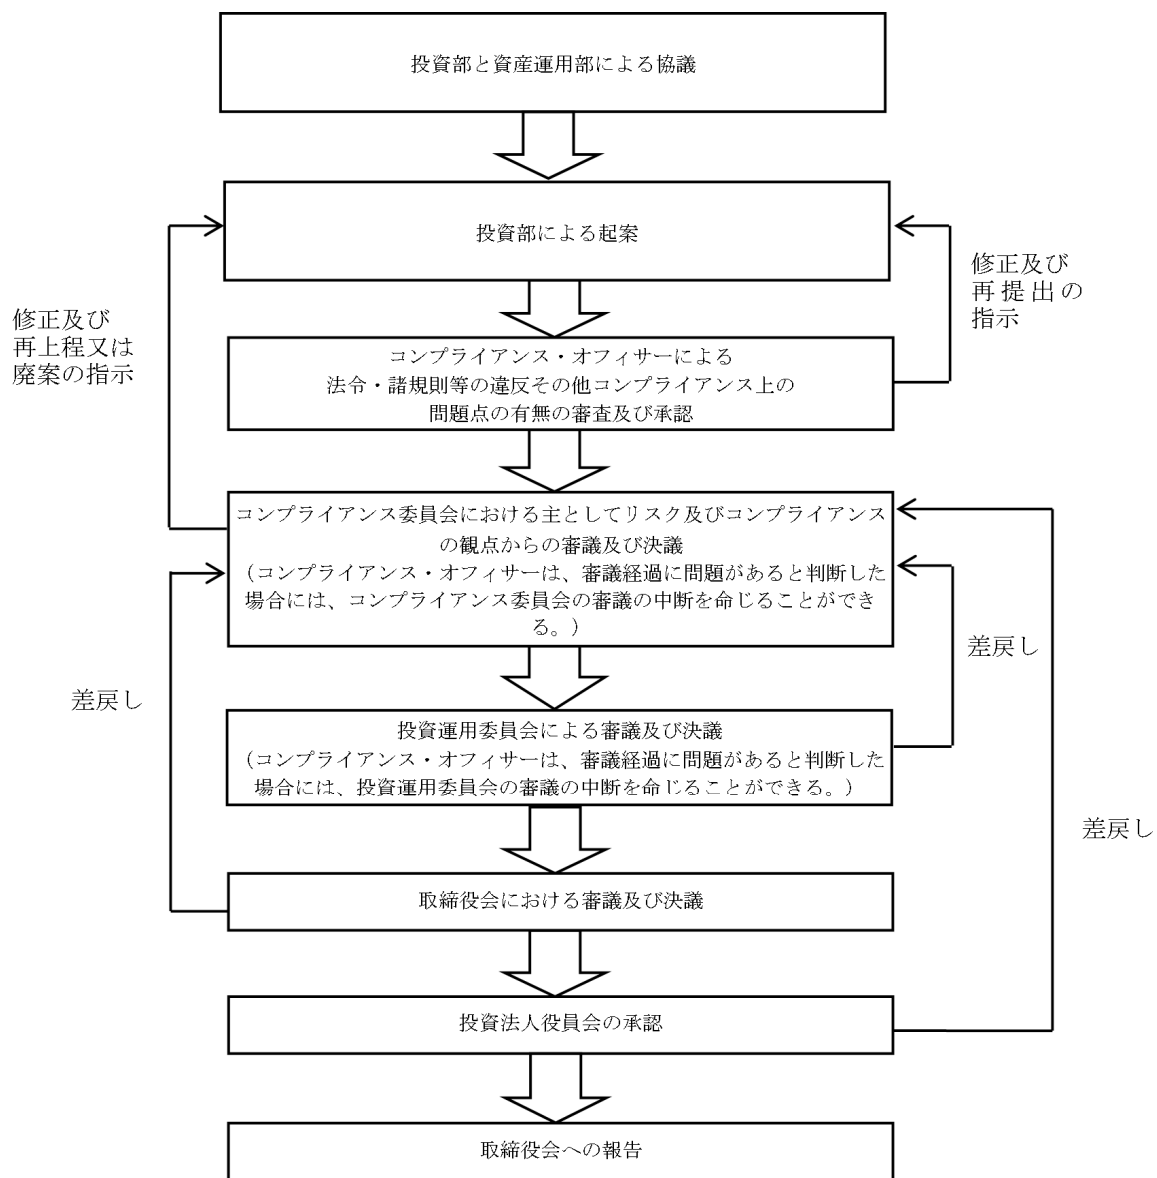 投資部と資産運用部による協議
投資部による起案
修正及び
再提出の
指示
修正及び
再上程又は
廃案の指示
コンプライアンス・オフィサーによる
法令・諸規則等の違反その他コンプライアンス上の
問題点の有無の審査及び承認
コンプライアンス委員会における主としてリスク及びコンプライアンス
の観点からの審議及び決議
（コンプライアンス・オフィサーは、審議経過に問題があると判断した
場合には、コンプライアンス委員会の審議の中断を命じることができ
る。）
差戻し
差戻し
投資運用委員会による審議及び決議
（コンプライアンス・オフィサーは、審議経過に問題があると判断した
場合には、投資運用委員会の審議の中断を命じることができる。）
差戻し
取締役会における審議及び決議
投資法人役員会の承認
取締役会への報告